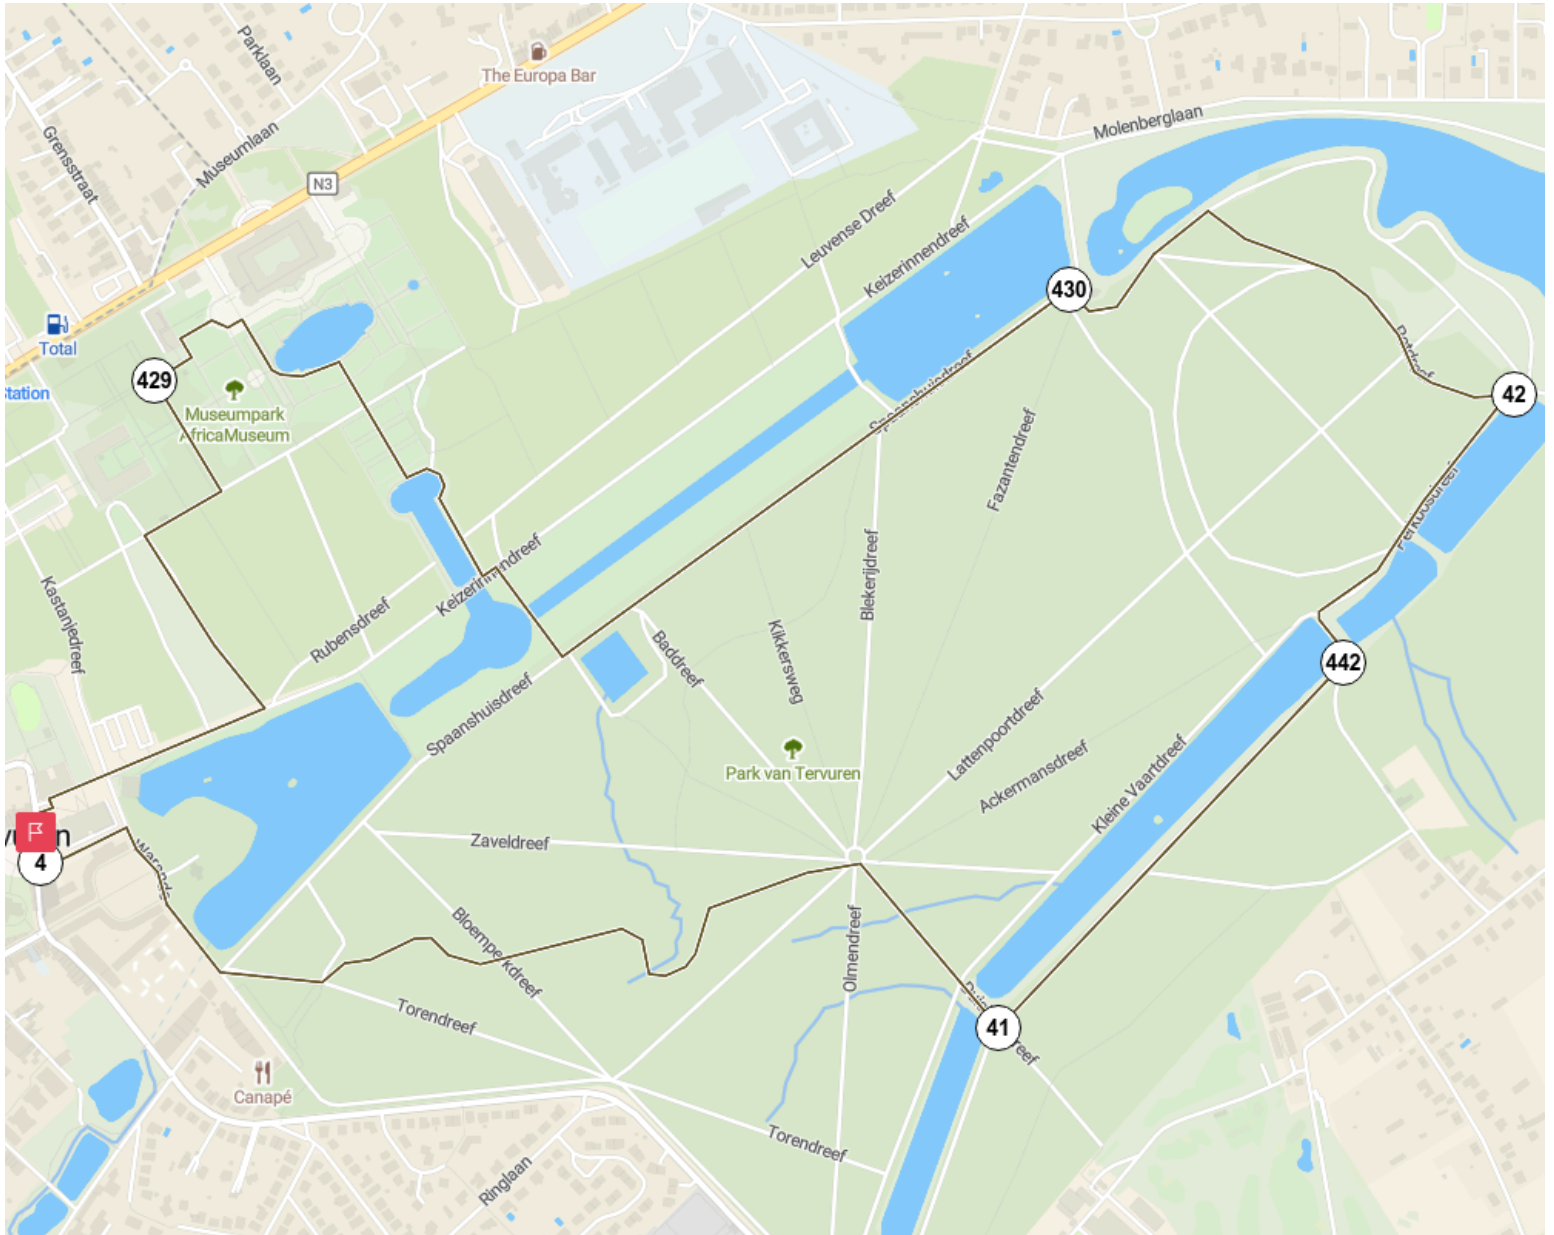 Parklaan
The Europa Bar
Grensstraat
Museumlaan
Molenberglaan
N3
Leuvense Dreef
Keizerinnendreef
430
Total
Station
429
Museumpark
AfricaMuseum
42
Fazantendreef
Blekerijdreef
Keizerinnendreef
Kastanjedreef
Rubensdreef
Baddreef
Kikkersweg
442
Spaanshuisdreef
Lattenpoortdreef
Park van Tervuren
Ackermansdreef
Kleine Vaartdreef
4
Zaveldreef
Bloemperkdreef
Olmendreef
Torendreef
41
Canapé
Torendreef
Ringlaan